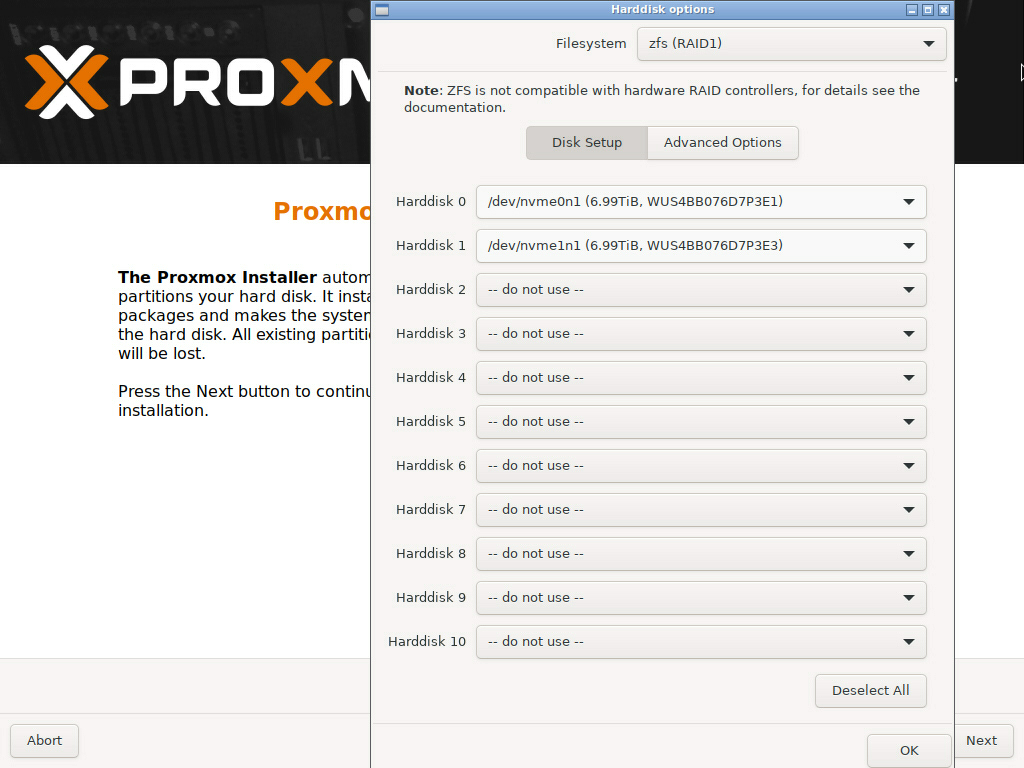 Harddisk options
Filesystem zfs (RAID1)
Note: ZFS is not compatible with hardware RAID controllers, for details see the
documentation.
Disk Setup Advanced Options
Harddisk 0 /dev/nvme0n1 (6.99TiB, WUS4BB076D7P3E1)
Harddisk 1 /dev/nvme1n1 (6.99TiB, WUS4BB076D7P3E3)
Harddisk 2 -- do not use --
Harddisk 3 -- do not use --
Harddisk 4 -- do not use --
Harddisk 5 -- do not use --
Harddisk 6 -- do not use --
Harddisk 7 -- do not use --
Harddisk 8 -- do not use --
Harddisk 9 -- do not use --
Harddisk 10 -- do not use --
Deselect All
OK
PROXM
Proxmo
The Proxmox Installer autom
partitions your hard disk. It insta
packages and makes the system
the hard disk. All existing partiti
will be lost.
Press the Next button to continu
installation.
Abort
Next